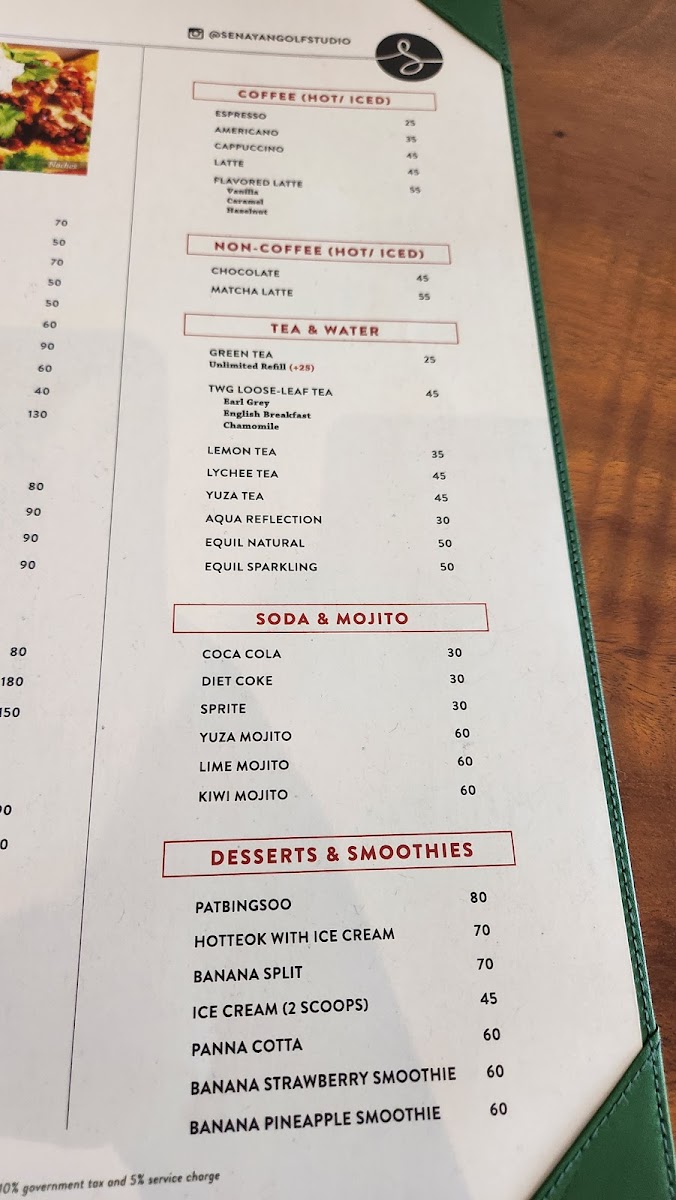 @SENAYANGOLFSTUDIO
Nachos
70
50
70
50
50
60
90
60
40
130
80
90
90
90
80
180
150
90
0
COFFEE (HOT/ ICED)
ESPRESSO 25
AMERICANO 35
CAPPUCCINO 45
LATTE 45
FLAVORED LATTE 55
Vanilla
Caramel
Hazelnut
NON-COFFEE (HOT/ ICED)
CHOCOLATE 45
MATCHA LATTE 55
TEA & WATER
GREEN TEA 25
Unlimited Refill (+25)
TWG LOOSE-LEAF TEA 45
Earl Grey
English Breakfast
Chamomile
LEMON TEA 35
LYCHEE TEA 45
YUZA TEA 45
AQUA REFLECTION 30
EQUIL NATURAL 50
EQUIL SPARKLING 50
SODA & MOJITO
COCA COLA 30
DIET COKE 30
SPRITE 30
YUZA MOJITO 60
LIME MOJITO 60
KIWI MOJITO 60
DESSERTS & SMOOTHIES
PATBINGSOO 80
HOTTEOK WITH ICE CREAM 70
BANANA SPLIT 70
ICE CREAM (2 SCOOPS) 45
PANNA COTTA 60
BANANA STRAWBERRY SMOOTHIE 60
BANANA PINEAPPLE SMOOTHIE 60
10% government tax and 5% service charge